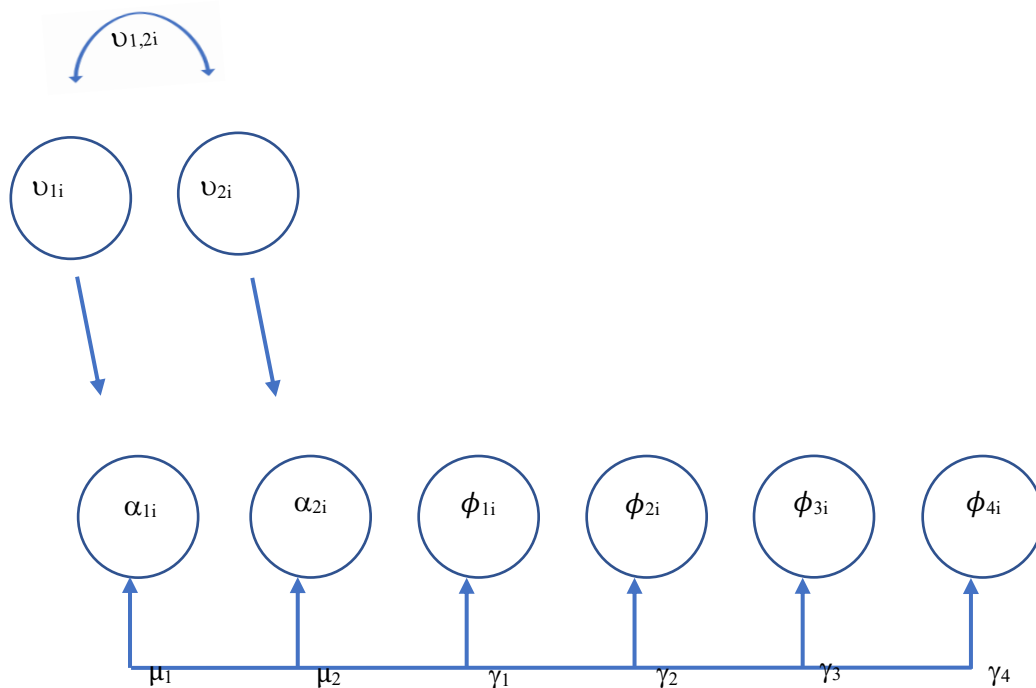 υ1,2i
υ1i υ2i
α1i α2i ϕ1i ϕ2i ϕ3i ϕ4i
μ1 μ2 γ1 γ2 γ3 γ4